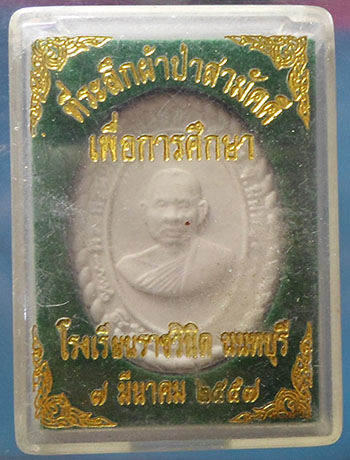 ที่ระลึกผ้าป่าสามัคคี
เพื่อการศึกษา
โรงเรียนราชวินิต นนทบุรี
๗ มีนาคม ๒๕๕๗